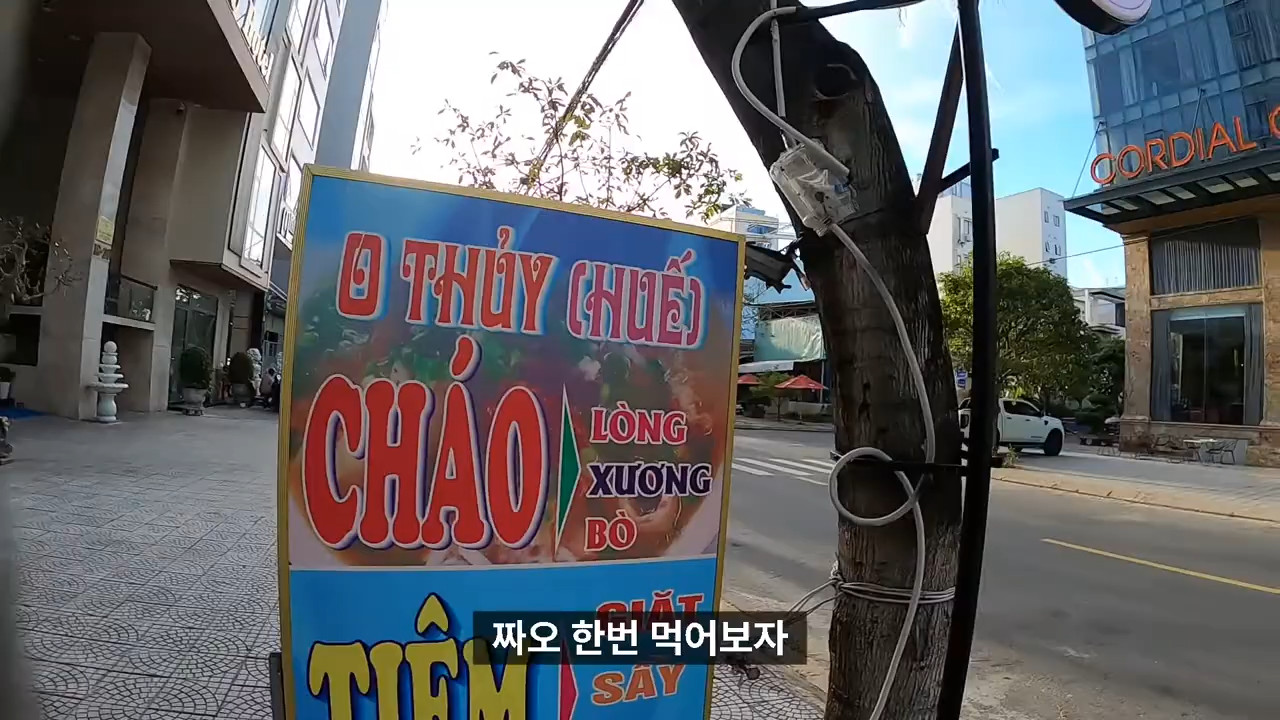 O THỦY (HUẾ)
CHÁO
LÒNG
XƯƠNG
BÒ
TIỆM
GIẶT
SẤY
CORDIAL
짜오 한번 먹어보자